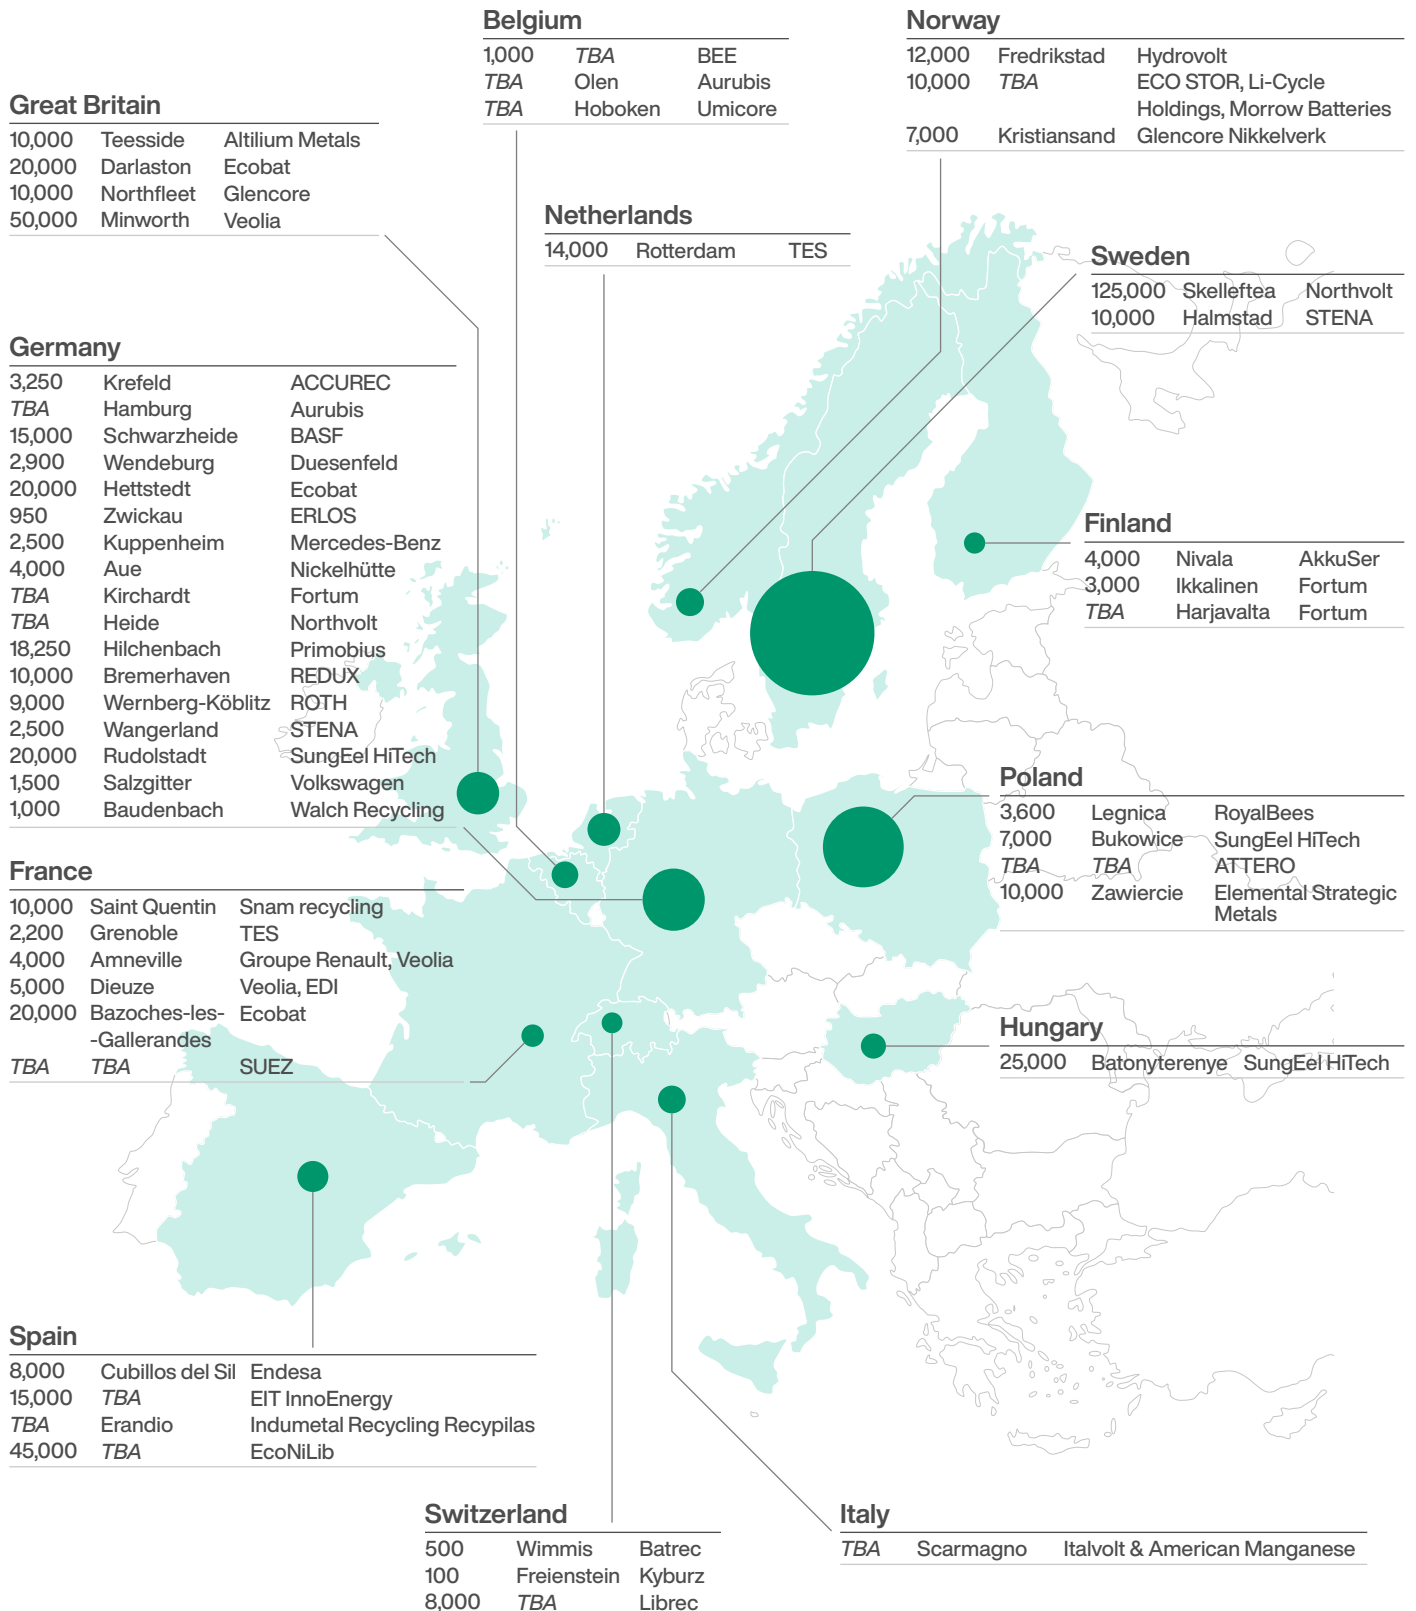 Belgium
1,000 TBA BEE
TBA Olen Aurubis
TBA Hoboken Umicore
Norway
12,000 Fredrikstad Hydrovolt
10,000 TBA ECO STOR, Li-Cycle
Holdings, Morrow Batteries
7,000 Kristiansand Glencore Nikkelverk
Great Britain
10,000 Teesside Altilium Metals
20,000 Darlaston Ecobat
10,000 Northfleet Glencore
50,000 Minworth Veolia
Netherlands
14,000 Rotterdam TES
Sweden
125,000 Skelleftea Northvolt
10,000 Halmstad STENA
Germany
3,250 Krefeld ACCUREC
TBA Hamburg Aurubis
15,000 Schwarzheide BASF
2,900 Wendeburg Duesenfeld
20,000 Hettstedt Ecobat
950 Zwickau ERLOS
2,500 Kuppenheim Mercedes-Benz
4,000 Aue Nickelhütte
TBA Kirchardt Fortum
TBA Heide Northvolt
18,250 Hilchenbach Primobius
10,000 Bremerhaven REDUX
9,000 Wernberg-Köblitz ROTH
2,500 Wangerland STENA
20,000 Rudolstadt SungEel HiTech
1,500 Salzgitter Volkswagen
1,000 Baudenbach Walch Recycling
Finland
4,000 Nivala AkkuSer
3,000 Ikkalinen Fortum
TBA Harjavalta Fortum
Poland
3,600 Legnica RoyalBees
7,000 Bukowice SungEel HiTech
TBA TBA ATTERO
10,000 Zawiercie Elemental Strategic
Metals
France
10,000 Saint Quentin Snam recycling
2,200 Grenoble TES
4,000 Amneville Groupe Renault, Veolia
5,000 Dieuze Veolia, EDI
20,000 Bazoches-les- Ecobat
-Gallerandes
TBA TBA SUEZ
Hungary
25,000 Batonyterenye SungEel HiTech
Spain
8,000 Cubillos del Sil Endesa
15,000 TBA EIT InnoEnergy
TBA Erandio Indumetal Recycling Recypilas
45,000 TBA EcoNiLib
Switzerland
500 Wimmis Batrec
100 Freienstein Kyburz
8,000 TBA Librec
Italy
TBA Scarmagno Italvolt & American Manganese